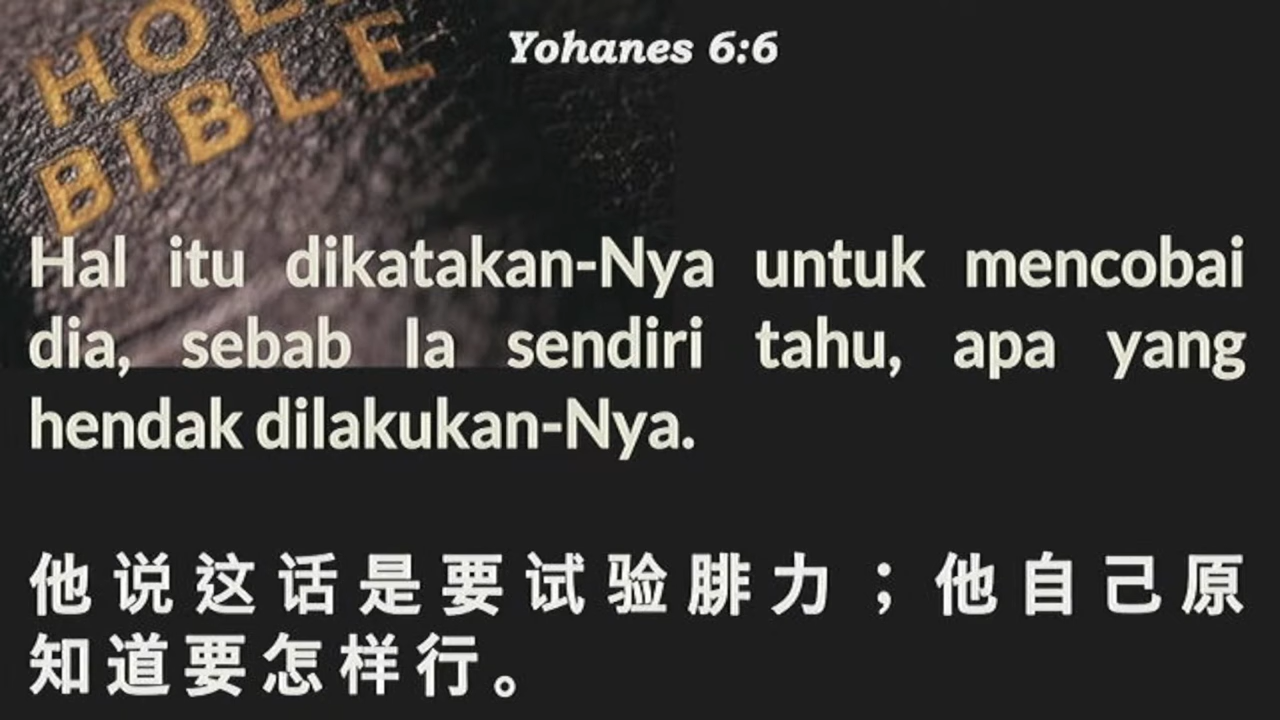 HOLY
BIBLE
Yohanes 6:6
Hal itu dikatakan-Nya untuk mencobai
dia, sebab Ia sendiri tahu, apa yang
hendak dilakukan-Nya.
他说这话是要试验腓力；他自己原
知道要怎样行。